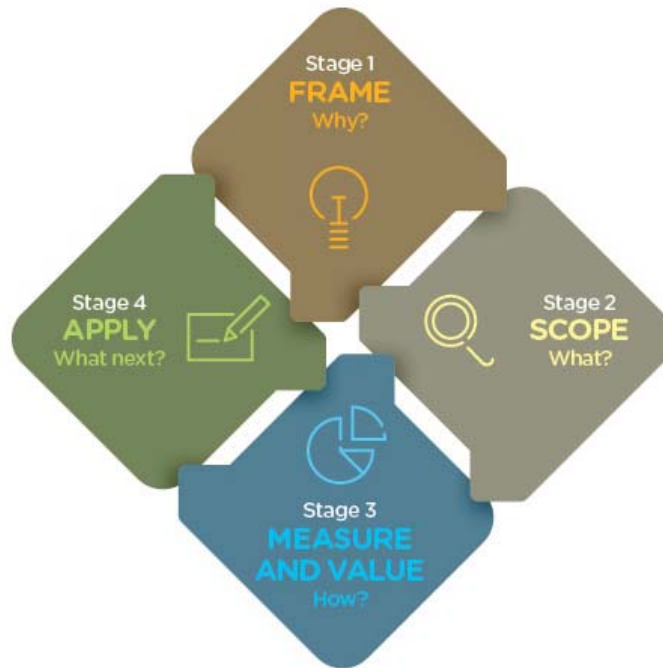 Stage 1
FRAME
Why?
Stage 2
SCOPE
What?
Stage 3
MEASURE
AND VALUE
How?
Stage 4
APPLY
What next?